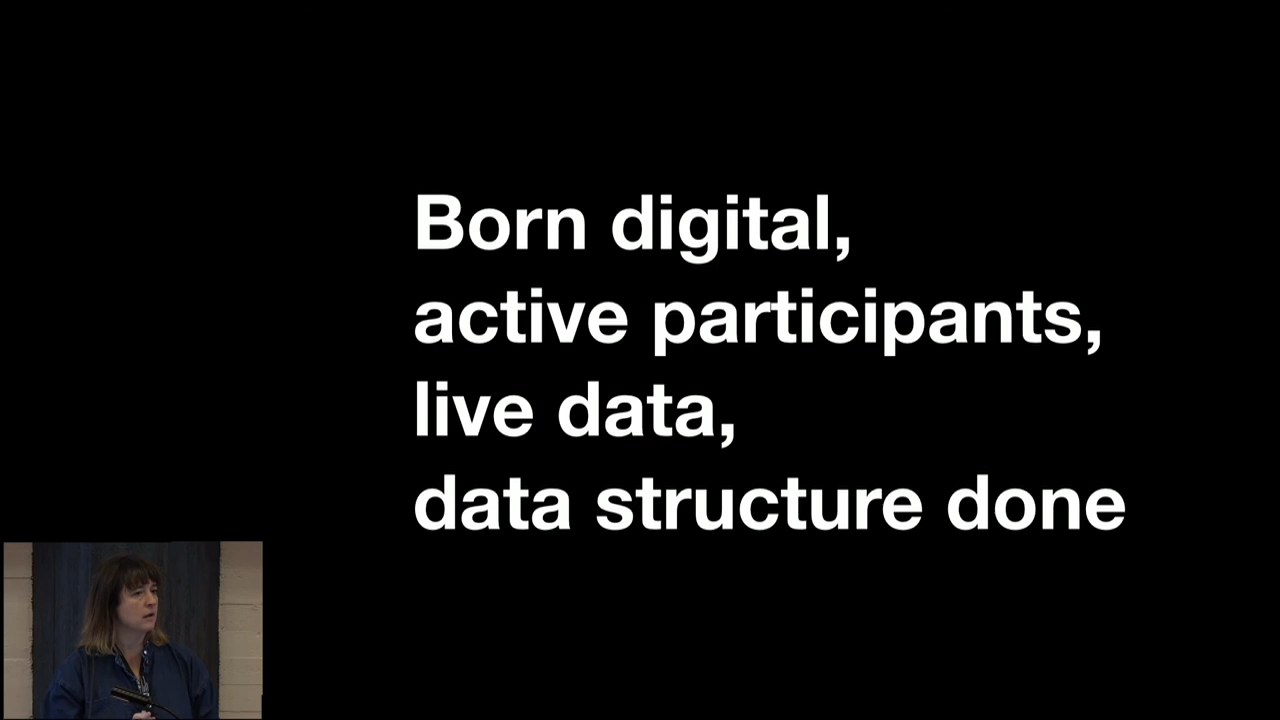 Born digital,
active participants,
live data,
data structure done